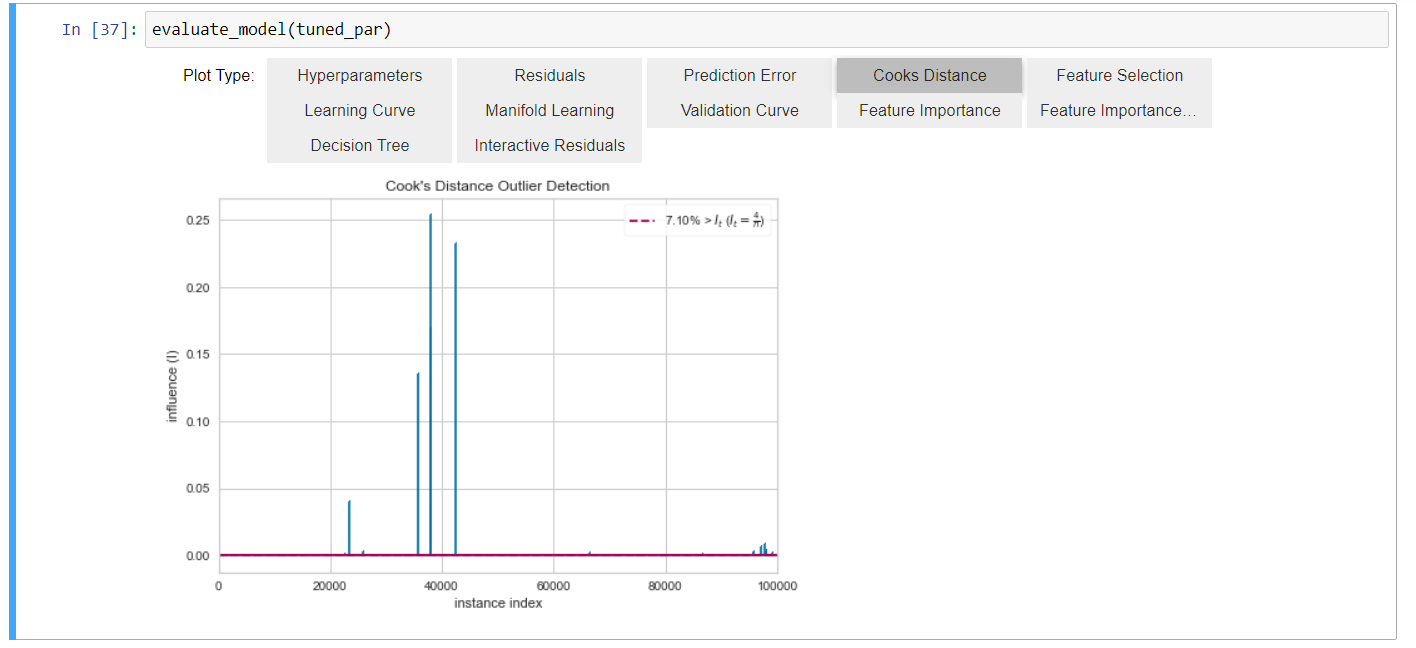 In [37]: evaluate_model(tuned_par)
Plot Type: Hyperparameters Residuals Prediction Error Cooks Distance Feature Selection
Learning Curve Manifold Learning Validation Curve Feature Importance Feature Importance...
Decision Tree Interactive Residuals
Cook's Distance Outlier Detection
7.10% > I_t (I_t = 4/n)
0.25
0.20
0.15
influence (I)
0.10
0.05
0.00
0 20000 40000 60000 80000 100000
instance index